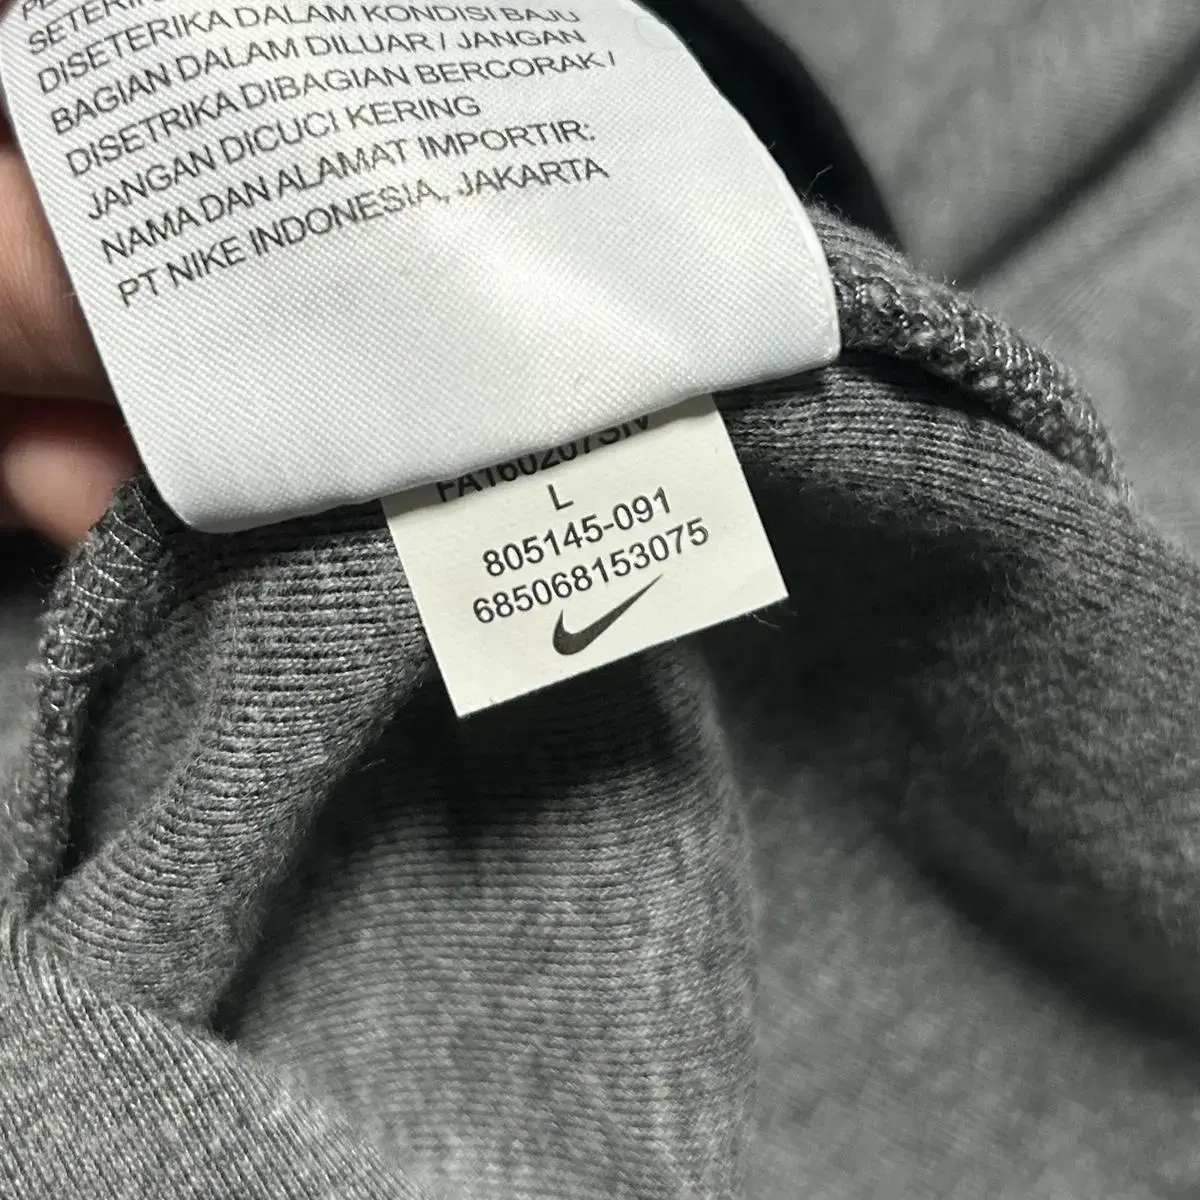 DISETERIKA DALAM KONDISI BAJU
BAGIAN DALAM DILUAR / JANGAN
DISETRIKA DIBAGIAN BERCORAK /
JANGAN DICUCI KERING
NAMA DAN ALAMAT IMPORTIR:
PT NIKE INDONESIA, JAKARTA
L
805145-091
685068153075